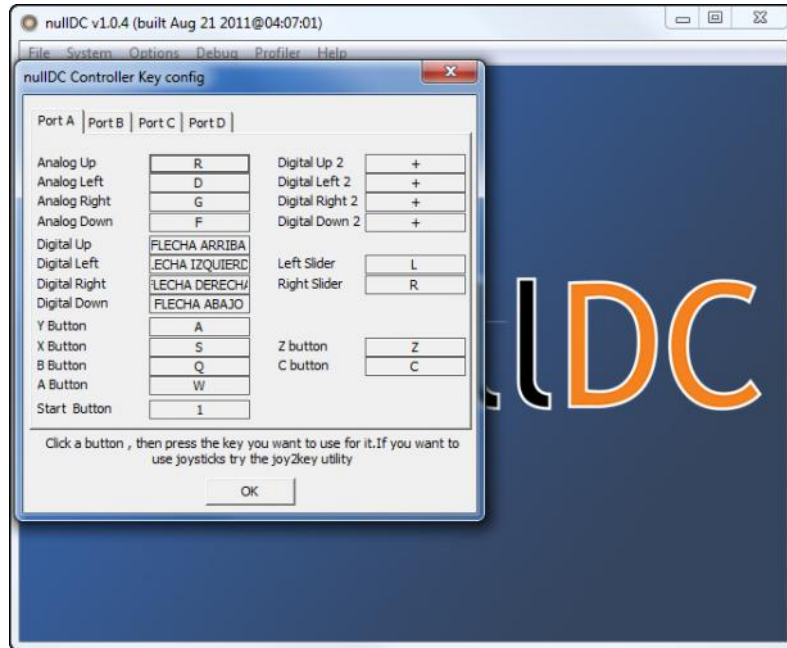 nullDC v1.0.4 (built Aug 21 2011@04:07:01)
File System Options Debug Profiler Help
nullDC Controller Key config
Port A Port B Port C Port D
Analog Up R Digital Up 2 +
Analog Left D Digital Left 2 +
Analog Right G Digital Right 2 +
Analog Down F Digital Down 2 +
Digital Up FLECHA ARRIBA
Digital Left .ECHA IZQUIERD Left Slider L
Digital Right FLECHA DERECHA Right Slider R
Digital Down FLECHA ABAJO
Y Button A
X Button S Z button Z
B Button Q C button C
A Button W
Start Button 1
llDC
Click a button , then press the key you want to use for it.If you want to
use joysticks try the joy2key utility
OK